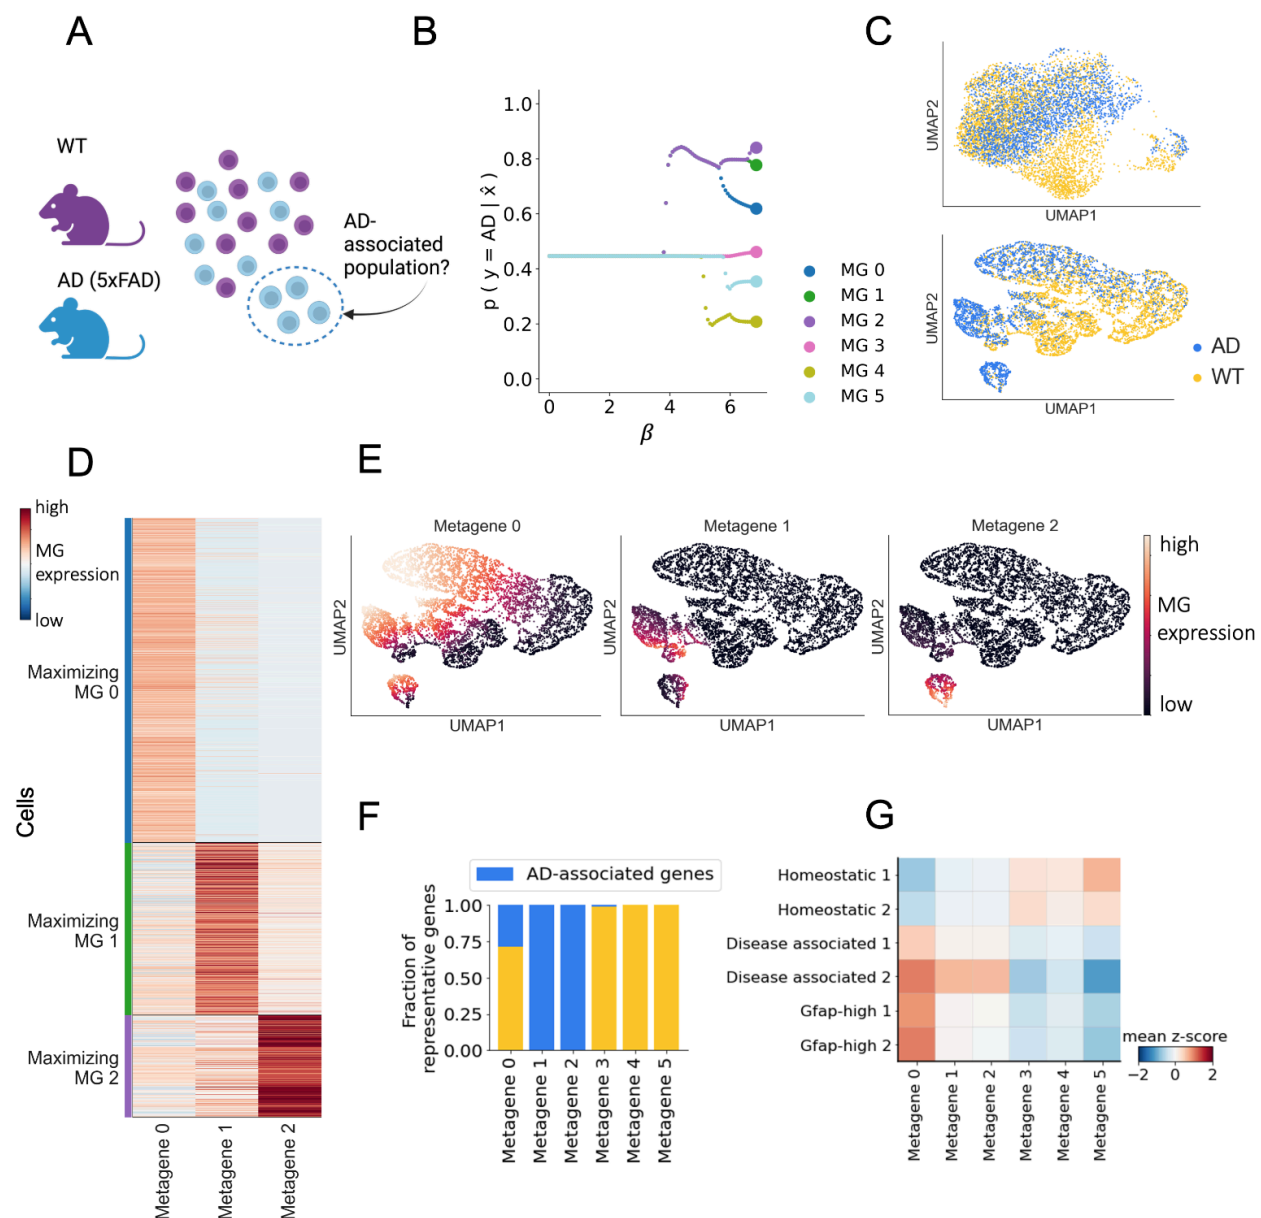 A
WT
AD (5xFAD)
AD-
associated
population?
B
p ( y = AD | x̂ )
1.0
0.8
0.6
0.4
0.2
0.0
0 2 4 6
β
MG 0
MG 1
MG 2
MG 3
MG 4
MG 5
C
UMAP2
UMAP1
UMAP2
UMAP1
AD
WT
D
high
MG
expression
low
Cells
Maximizing
MG 0
Maximizing
MG 1
Maximizing
MG 2
Metagene 0
Metagene 1
Metagene 2
E
Metagene 0
UMAP2
UMAP1
Metagene 1
UMAP2
UMAP1
Metagene 2
UMAP2
UMAP1
high
MG
expression
low
F
AD-associated genes
Fraction of
representative genes
1.00
0.75
0.50
0.25
0.00
Metagene 0
Metagene 1
Metagene 2
Metagene 3
Metagene 4
Metagene 5
G
Homeostatic 1
Homeostatic 2
Disease associated 1
Disease associated 2
Gfap-high 1
Gfap-high 2
Metagene 0
Metagene 1
Metagene 2
Metagene 3
Metagene 4
Metagene 5
mean z-score
−2 0 2